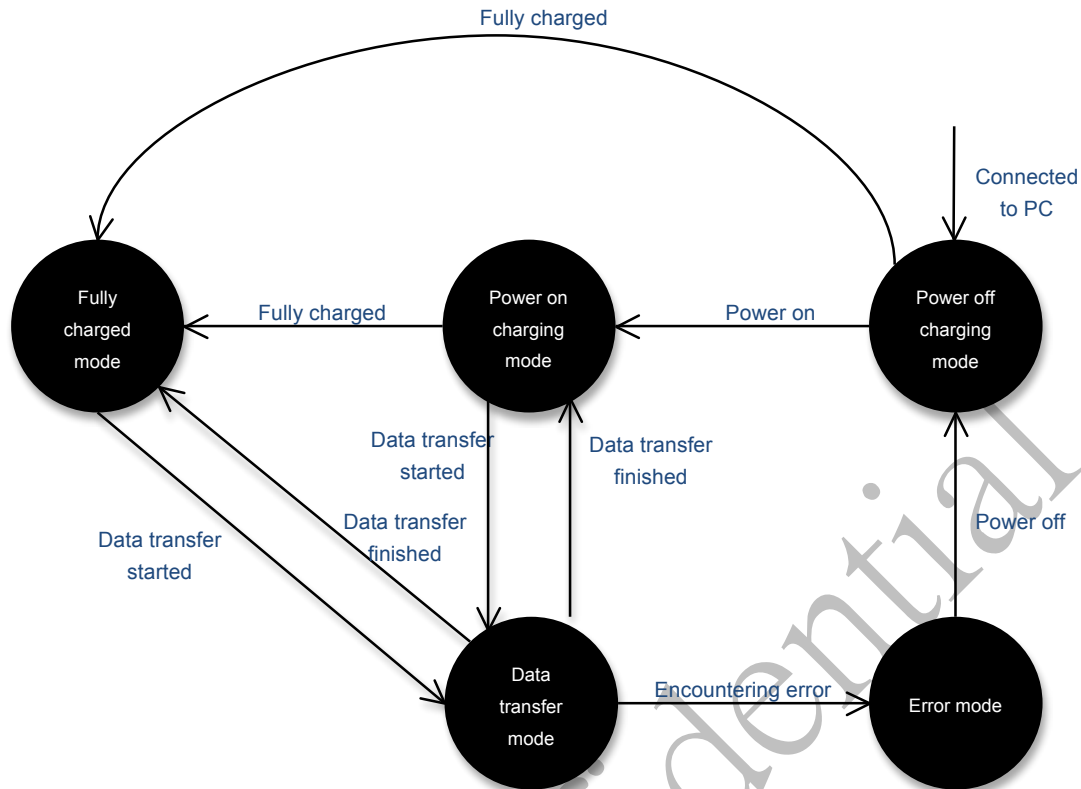 Fully charged
Connected
to PC
Fully
charged
mode
Fully charged
Power on
charging
mode
Power on
Power off
charging
mode
Data transfer
started
Data transfer
finished
Data transfer
started
Data transfer
finished
Power off
Data
transfer
mode
Encountering error
Error mode